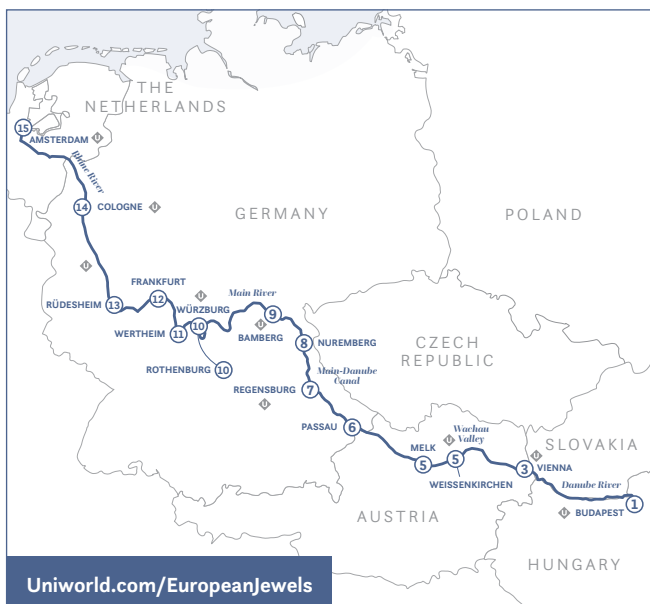 THE
NETHERLANDS
15
AMSTERDAM
U
Rhine River
14
COLOGNE
U
GERMANY
POLAND
U
FRANKFURT
12
RÜDESHEIM
13
WÜRZBURG
U
10
WERTHEIM
11
Main River
9
BAMBERG
U
8
NUREMBERG
ROTHENBURG
10
CZECH
REPUBLIC
Main-Danube
Canal
REGENSBURG
7
U
PASSAU
6
MELK
5
U
Wachau
Valley
5
WEISSENKIRCHEN
SLOVAKIA
U
3
VIENNA
Danube River
U
BUDAPEST
1
AUSTRIA
HUNGARY
Uniworld.com/EuropeanJewels